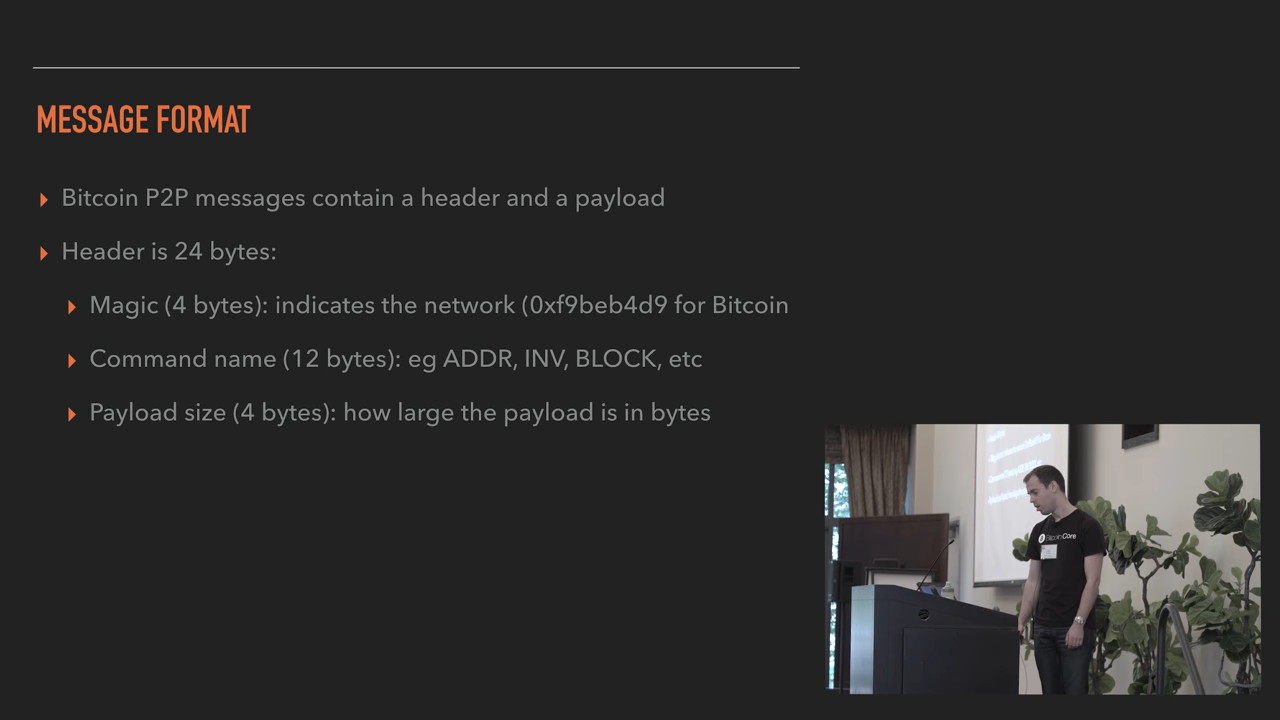 MESSAGE FORMAT
Bitcoin P2P messages contain a header and a payload
Header is 24 bytes:
Magic (4 bytes): indicates the network (0xf9beb4d9 for Bitcoin
Command name (12 bytes): eg ADDR, INV, BLOCK, etc
Payload size (4 bytes): how large the payload is in bytes
BitcoinCore